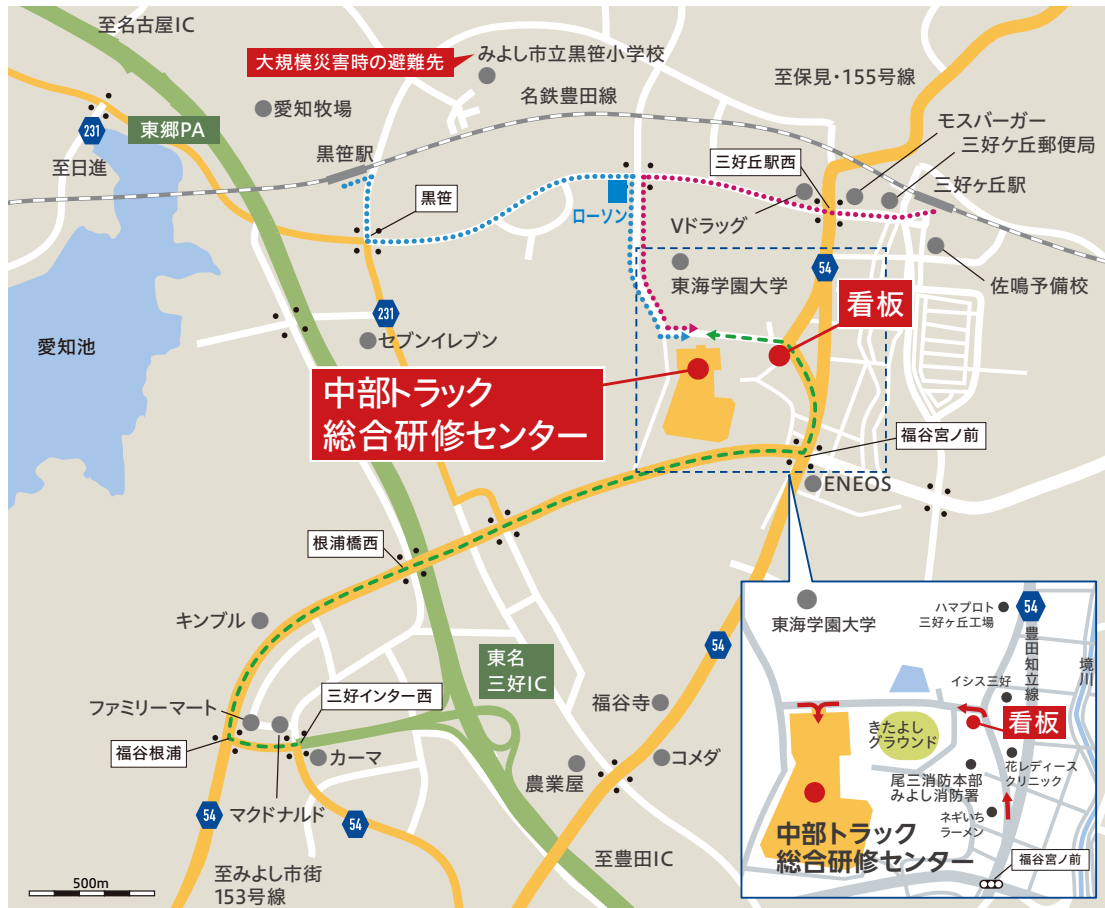 至名古屋IC
大規模災害時の避難先
みよし市立黒笹小学校
至保見・155号線
愛知牧場
名鉄豊田線
モスバーガー
三好ケ丘郵便局
三好ヶ丘駅
231
東郷PA
至日進
黒笹駅
三好丘駅西
黒笹
ローソン
Vドラッグ
54
東海学園大学
佐鳴予備校
看板
231
セブンイレブン
愛知池
中部トラック
総合研修センター
福谷宮ノ前
ENEOS
根浦橋西
キンブル
東名
三好IC
54
三好インター西
ファミリーマート
福谷根浦
カーマ
福谷寺
コメダ
農業屋
マクドナルド
54
54
至豊田IC
至みよし市街
153号線
500m
東海学園大学
ハマプロト
三好ヶ丘工場
54
豊田知立線
境川
イシス三好
看板
きたよし
グラウンド
花レディース
クリニック
尾三消防本部
みよし消防署
ネギいち
ラーメン
中部トラック
総合研修センター
福谷宮ノ前